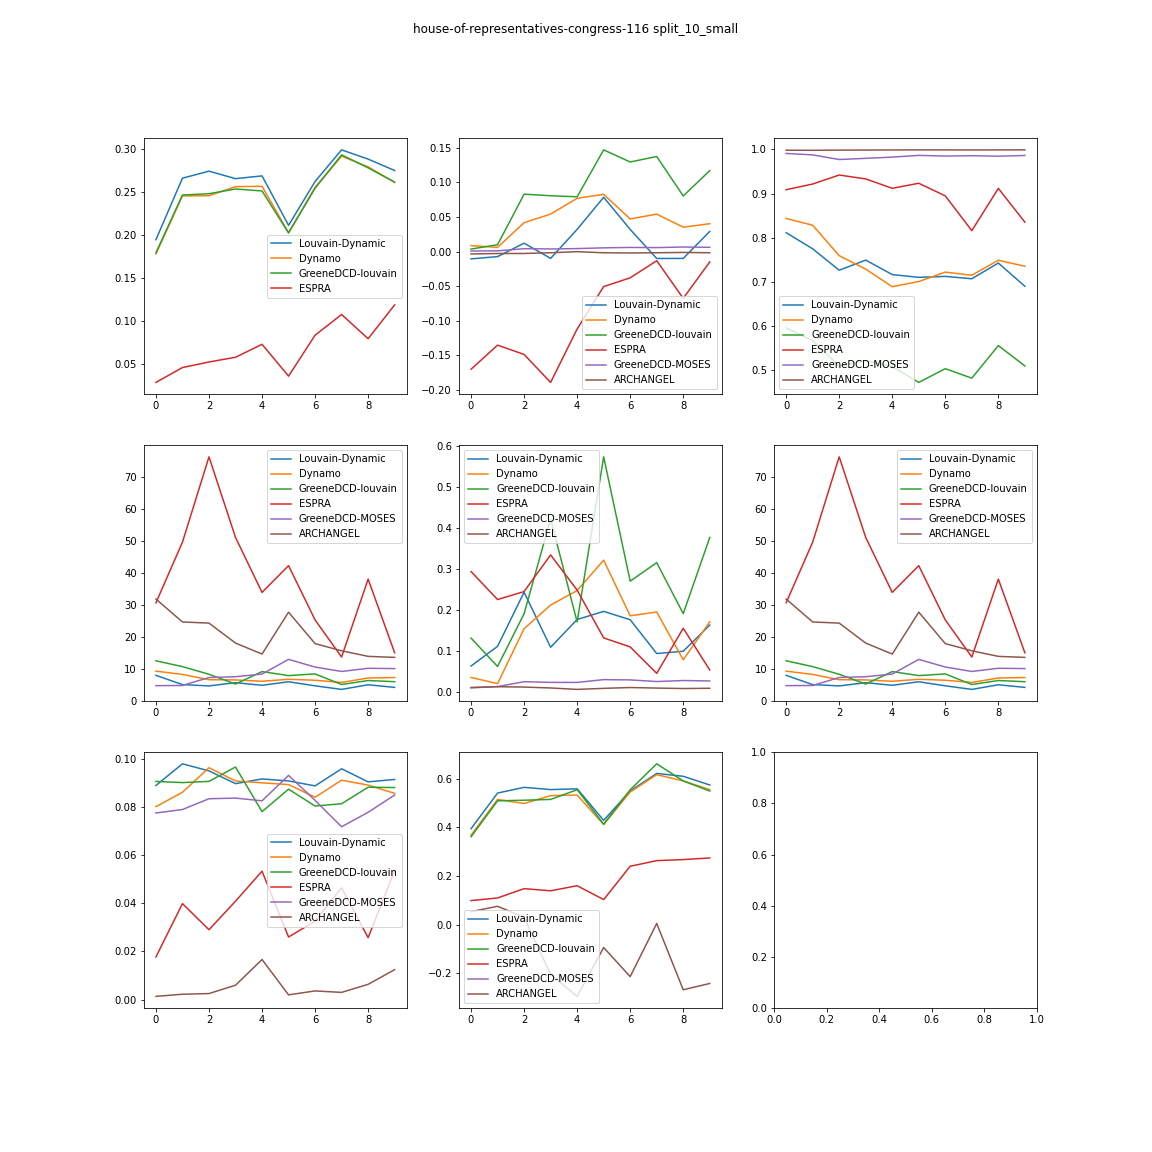 house-of-representatives-congress-116 split_10_small
0.30
0.25
0.20
0.15
0.10
0.05
0 2 4 6 8
Louvain-Dynamic
Dynamo
GreeneDCD-louvain
ESPRA
0.15
0.10
0.05
0.00
−0.05
−0.10
−0.15
−0.20
0 2 4 6 8
Louvain-Dynamic
Dynamo
GreeneDCD-louvain
ESPRA
GreeneDCD-MOSES
ARCHANGEL
1.0
0.9
0.8
0.7
0.6
0.5
0 2 4 6 8
Louvain-Dynamic
Dynamo
GreeneDCD-louvain
ESPRA
GreeneDCD-MOSES
ARCHANGEL
70
60
50
40
30
20
10
0
0 2 4 6 8
Louvain-Dynamic
Dynamo
GreeneDCD-louvain
ESPRA
GreeneDCD-MOSES
ARCHANGEL
0.6
0.5
0.4
0.3
0.2
0.1
0.0
0 2 4 6 8
Louvain-Dynamic
Dynamo
GreeneDCD-louvain
ESPRA
GreeneDCD-MOSES
ARCHANGEL
70
60
50
40
30
20
10
0
0 2 4 6 8
Louvain-Dynamic
Dynamo
GreeneDCD-louvain
ESPRA
GreeneDCD-MOSES
ARCHANGEL
0.10
0.08
0.06
0.04
0.02
0.00
0 2 4 6 8
Louvain-Dynamic
Dynamo
GreeneDCD-louvain
ESPRA
GreeneDCD-MOSES
ARCHANGEL
0.6
0.4
0.2
0.0
−0.2
0 2 4 6 8
Louvain-Dynamic
Dynamo
GreeneDCD-louvain
ESPRA
GreeneDCD-MOSES
ARCHANGEL
1.0
0.8
0.6
0.4
0.2
0.0
0.0 0.2 0.4 0.6 0.8 1.0